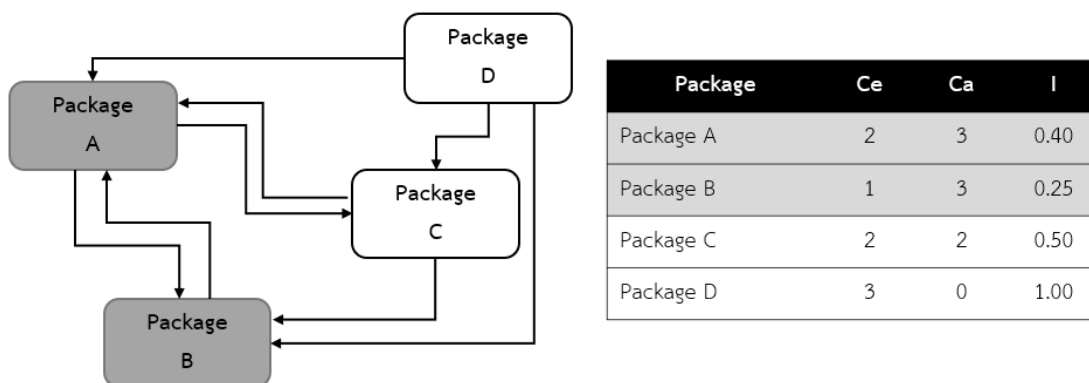 Package
D
Package
A
Package
C
Package
B
Package Ce Ca I
Package A 2 3 0.40
Package B 1 3 0.25
Package C 2 2 0.50
Package D 3 0 1.00